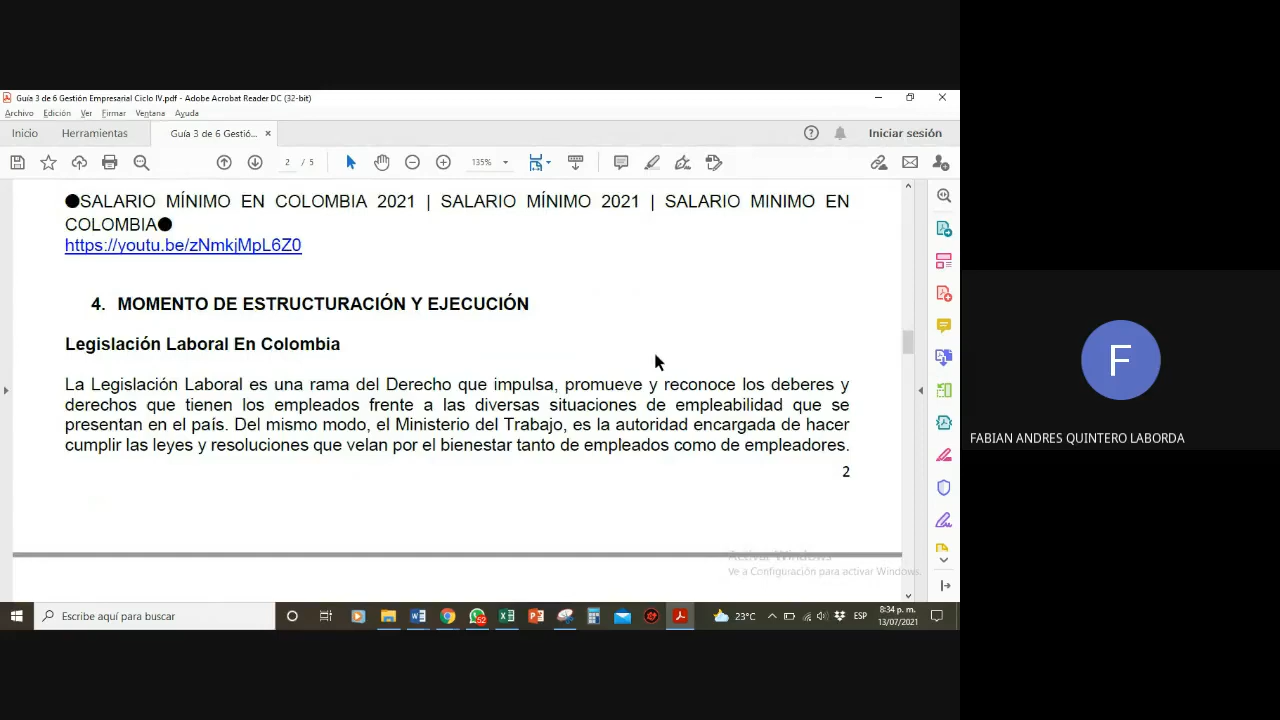 Guía 3 de 6 Gestión Empresarial Ciclo IV.pdf - Adobe Acrobat Reader DC (32-bit)
Archivo Edición Ver Firmar Ventana Ayuda
Inicio Herramientas Guía 3 de 6 Gestió... × Iniciar sesión
2 / 5 135%
●SALARIO MÍNIMO EN COLOMBIA 2021 | SALARIO MÍNIMO 2021 | SALARIO MINIMO EN
COLOMBIA●
https://youtu.be/zNmkjMpL6Z0
4. MOMENTO DE ESTRUCTURACIÓN Y EJECUCIÓN
Legislación Laboral En Colombia
La Legislación Laboral es una rama del Derecho que impulsa, promueve y reconoce los deberes y
derechos que tienen los empleados frente a las diversas situaciones de empleabilidad que se
presentan en el país. Del mismo modo, el Ministerio del Trabajo, es la autoridad encargada de hacer
cumplir las leyes y resoluciones que velan por el bienestar tanto de empleados como de empleadores.
2
Activar Windows
Ve a Configuración para activar Windows.
Escribe aquí para buscar
52
23°C
ESP
8:34 p. m.
13/07/2021
F
FABIAN ANDRES QUINTERO LABORDA